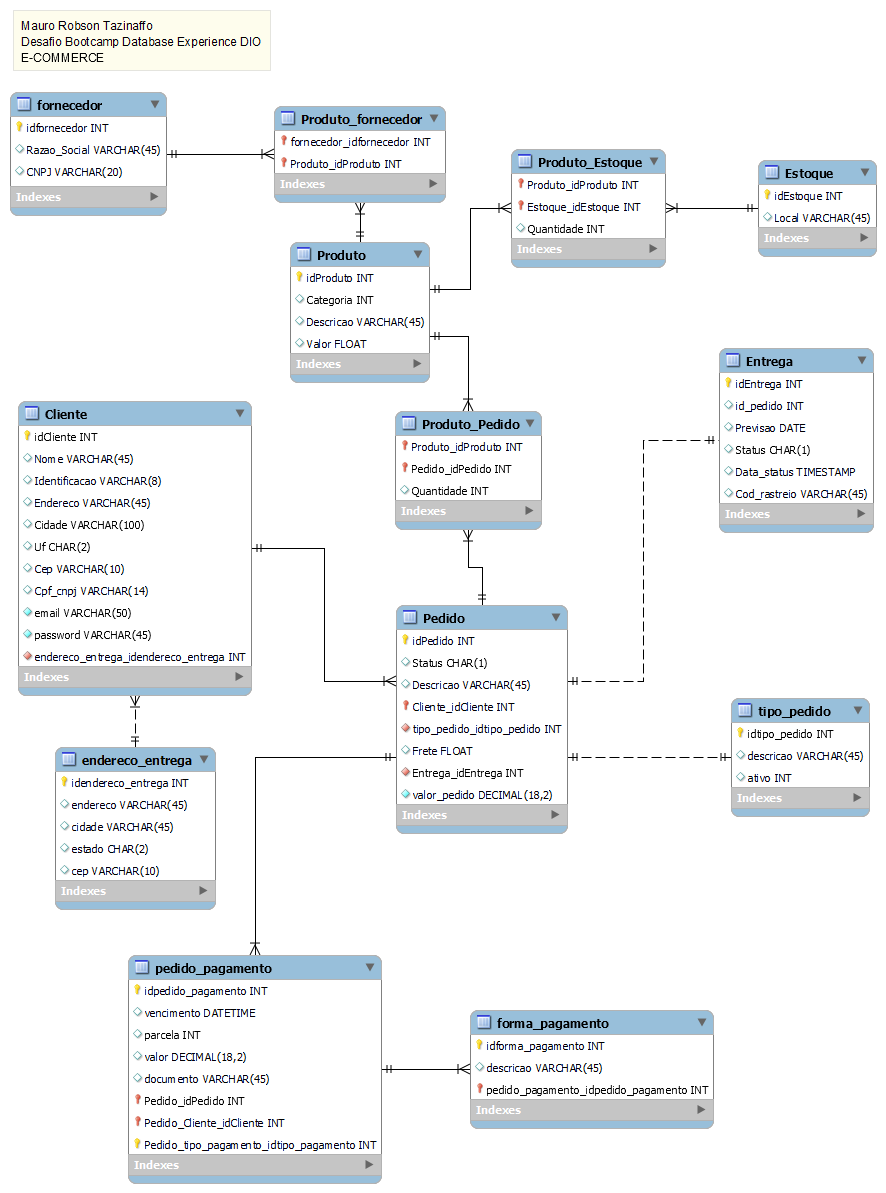 Mauro Robson Tazinaffo
Desafio Bootcamp Database Experience DIO
E-COMMERCE
fornecedor
idfornecedor INT
Razao_Social VARCHAR(45)
CNPJ VARCHAR(20)
Indexes
Produto_fornecedor
fornecedor_idfornecedor INT
Produto_idProduto INT
Indexes
Produto_Estoque
Produto_idProduto INT
Estoque_idEstoque INT
Quantidade INT
Indexes
Estoque
idEstoque INT
Local VARCHAR(45)
Indexes
Produto
idProduto INT
Categoria INT
Descricao VARCHAR(45)
Valor FLOAT
Indexes
Entrega
idEntrega INT
id_pedido INT
Previsao DATE
Status CHAR(1)
Data_status TIMESTAMP
Cod_rastreio VARCHAR(45)
Indexes
Cliente
idCliente INT
Nome VARCHAR(45)
Identificacao VARCHAR(8)
Endereco VARCHAR(45)
Cidade VARCHAR(100)
Uf CHAR(2)
Cep VARCHAR(10)
Cpf_cnpj VARCHAR(14)
email VARCHAR(50)
password VARCHAR(45)
endereco_entrega_idendereco_entrega INT
Indexes
Produto_Pedido
Produto_idProduto INT
Pedido_idPedido INT
Quantidade INT
Indexes
Pedido
idPedido INT
Status CHAR(1)
Descricao VARCHAR(45)
Cliente_idCliente INT
tipo_pedido_idtipo_pedido INT
Frete FLOAT
Entrega_idEntrega INT
valor_pedido DECIMAL(18,2)
Indexes
tipo_pedido
idtipo_pedido INT
descricao VARCHAR(45)
ativo INT
Indexes
endereco_entrega
idendereco_entrega INT
endereco VARCHAR(45)
cidade VARCHAR(45)
estado CHAR(2)
cep VARCHAR(10)
Indexes
pedido_pagamento
idpedido_pagamento INT
vencimento DATETIME
parcela INT
valor DECIMAL(18,2)
documento VARCHAR(45)
Pedido_idPedido INT
Pedido_Cliente_idCliente INT
Pedido_tipo_pagamento_idtipo_pagamento INT
Indexes
forma_pagamento
idforma_pagamento INT
descricao VARCHAR(45)
pedido_pagamento_idpedido_pagamento INT
Indexes